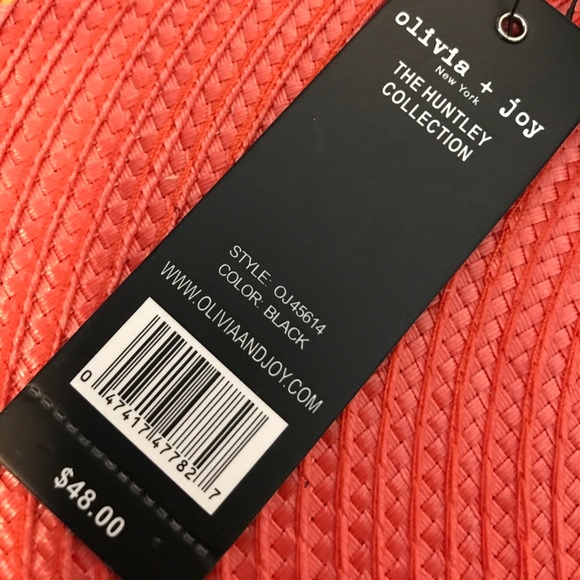 olivia + joy
New York
THE HUNTLEY
COLLECTION
STYLE: OJ45614
COLOR: BLACK
WWW.OLIVIAANDJOY.COM
0 47417 47782 7
$48.00